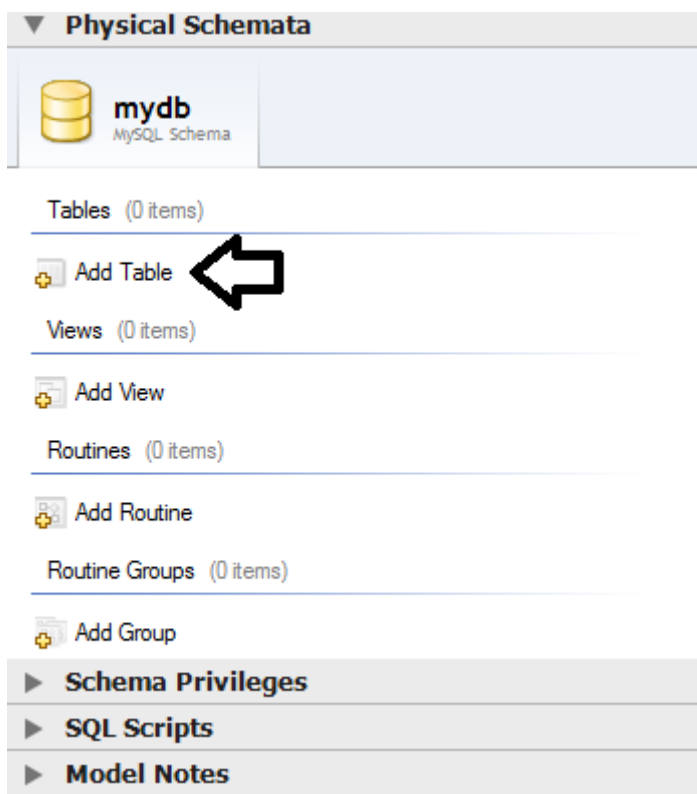 Physical Schemata
mydb
MySQL Schema
Tables (0 items)
Add Table
Views (0 items)
Add View
Routines (0 items)
Add Routine
Routine Groups (0 items)
Add Group
Schema Privileges
SQL Scripts
Model Notes